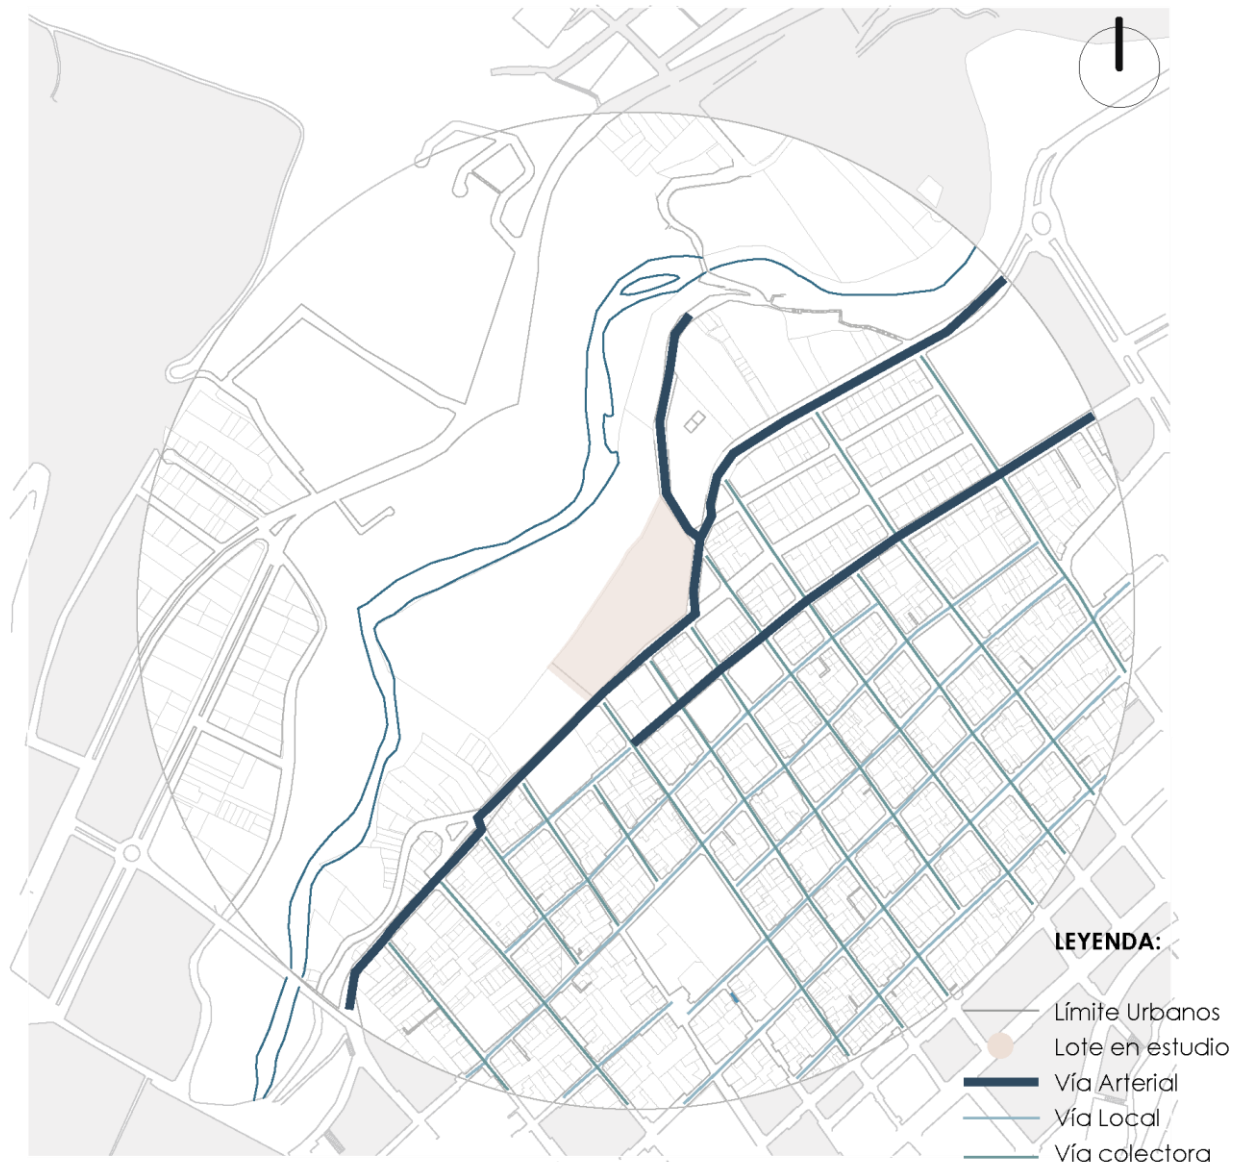 LEYENDA:
Límite Urbanos
Lote en estudio
Vía Arterial
Vía Local
Vía colectora